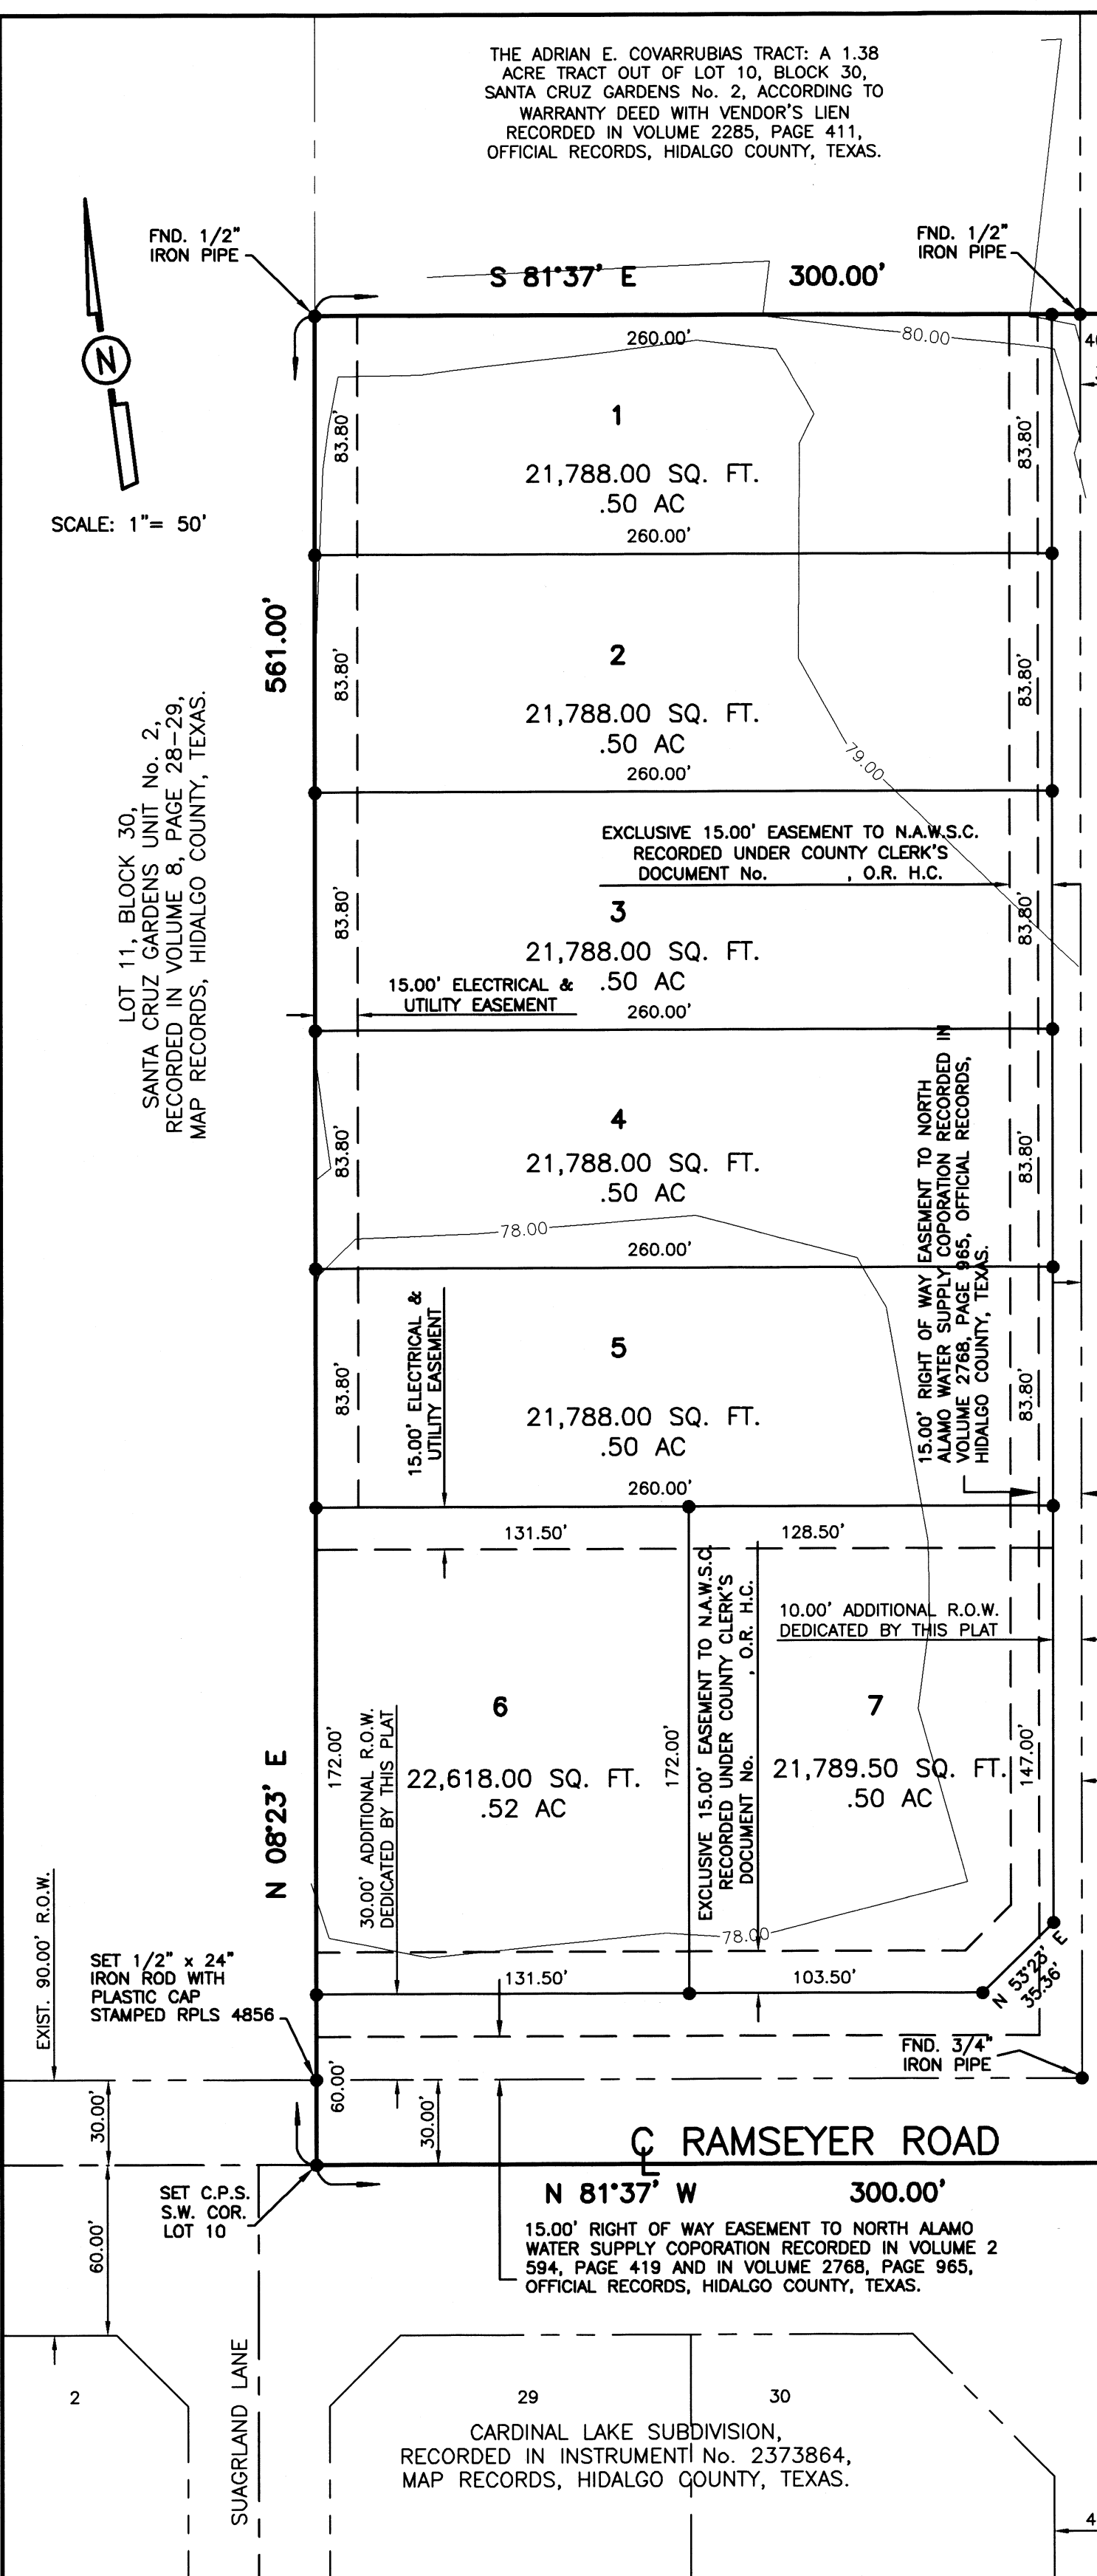 THE ADRIAN E. COVARRUBIAS TRACT: A 1.38
ACRE TRACT OUT OF LOT 10, BLOCK 30,
SANTA CRUZ GARDENS No. 2, ACCORDING TO
WARRANTY DEED WITH VENDOR'S LIEN
RECORDED IN VOLUME 2285, PAGE 411,
OFFICIAL RECORDS, HIDALGO COUNTY, TEXAS.
FND. 1/2"
IRON PIPE
FND. 1/2"
IRON PIPE
S 81°37' E 300.00'
N
SCALE: 1"= 50'
260.00'
80.00
1
83.80'
83.80'
21,788.00 SQ. FT.
.50 AC
260.00'
561.00'
2
83.80'
83.80'
21,788.00 SQ. FT.
.50 AC
260.00'
79.00
LOT 11, BLOCK 30,
SANTA CRUZ GARDENS UNIT No. 2,
RECORDED IN VOLUME 8, PAGE 28-29,
MAP RECORDS, HIDALGO COUNTY, TEXAS.
EXCLUSIVE 15.00' EASEMENT TO N.A.W.S.C.
RECORDED UNDER COUNTY CLERK'S
DOCUMENT No. , O.R. H.C.
3
83.80'
83.80'
21,788.00 SQ. FT.
.50 AC
15.00' ELECTRICAL &
UTILITY EASEMENT
260.00'
4
83.80'
83.80'
21,788.00 SQ. FT.
.50 AC
15.00' RIGHT OF WAY EASEMENT TO NORTH
ALAMO WATER SUPPLY COPORATION RECORDED IN
VOLUME 2768, PAGE 965, OFFICIAL RECORDS,
HIDALGO COUNTY, TEXAS.
78.00
260.00'
15.00' ELECTRICAL &
UTILITY EASEMENT
5
83.80'
83.80'
21,788.00 SQ. FT.
.50 AC
260.00'
131.50'
128.50'
EXCLUSIVE 15.00' EASEMENT TO N.A.W.S.C.
RECORDED UNDER COUNTY CLERK'S
DOCUMENT No. , O.R. H.C.
10.00' ADDITIONAL R.O.W.
DEDICATED BY THIS PLAT
6
172.00'
30.00' ADDITIONAL R.O.W.
DEDICATED BY THIS PLAT
22,618.00 SQ. FT.
.52 AC
172.00'
7
21,789.50 SQ. FT.
.50 AC
147.00'
N 08°23' E
78.00
EXIST. 90.00' R.O.W.
SET 1/2" x 24"
IRON ROD WITH
PLASTIC CAP
STAMPED RPLS 4856
131.50'
103.50'
N 53°23' E
35.36'
FND. 3/4"
IRON PIPE
60.00'
30.00'
30.00'
℄ RAMSEYER ROAD
N 81°37' W 300.00'
SET C.P.S.
S.W. COR.
LOT 10
60.00'
15.00' RIGHT OF WAY EASEMENT TO NORTH ALAMO
WATER SUPPLY COPORATION RECORDED IN VOLUME 2
594, PAGE 419 AND IN VOLUME 2768, PAGE 965,
OFFICIAL RECORDS, HIDALGO COUNTY, TEXAS.
SUAGRLAND LANE
2
29
30
CARDINAL LAKE SUBDIVISION,
RECORDED IN INSTRUMENT No. 2373864,
MAP RECORDS, HIDALGO COUNTY, TEXAS.